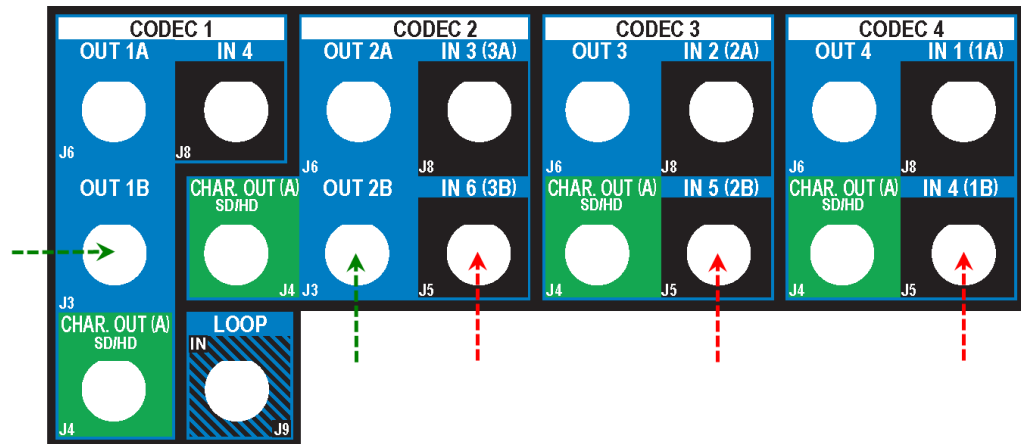 CODEC 1
CODEC 2
CODEC 3
CODEC 4
OUT 1A
IN 4
OUT 2A
IN 3 (3A)
OUT 3
IN 2 (2A)
OUT 4
IN 1 (1A)
J6
J8
J6
J8
J6
J8
J6
J8
OUT 1B
CHAR. OUT (A)
SD/HD
OUT 2B
IN 6 (3B)
CHAR. OUT (A)
SD/HD
IN 5 (2B)
CHAR. OUT (A)
SD/HD
IN 4 (1B)
J3
J4
J3
J5
J4
J5
J4
J5
CHAR. OUT (A)
SD/HD
LOOP
IN
J4
J9